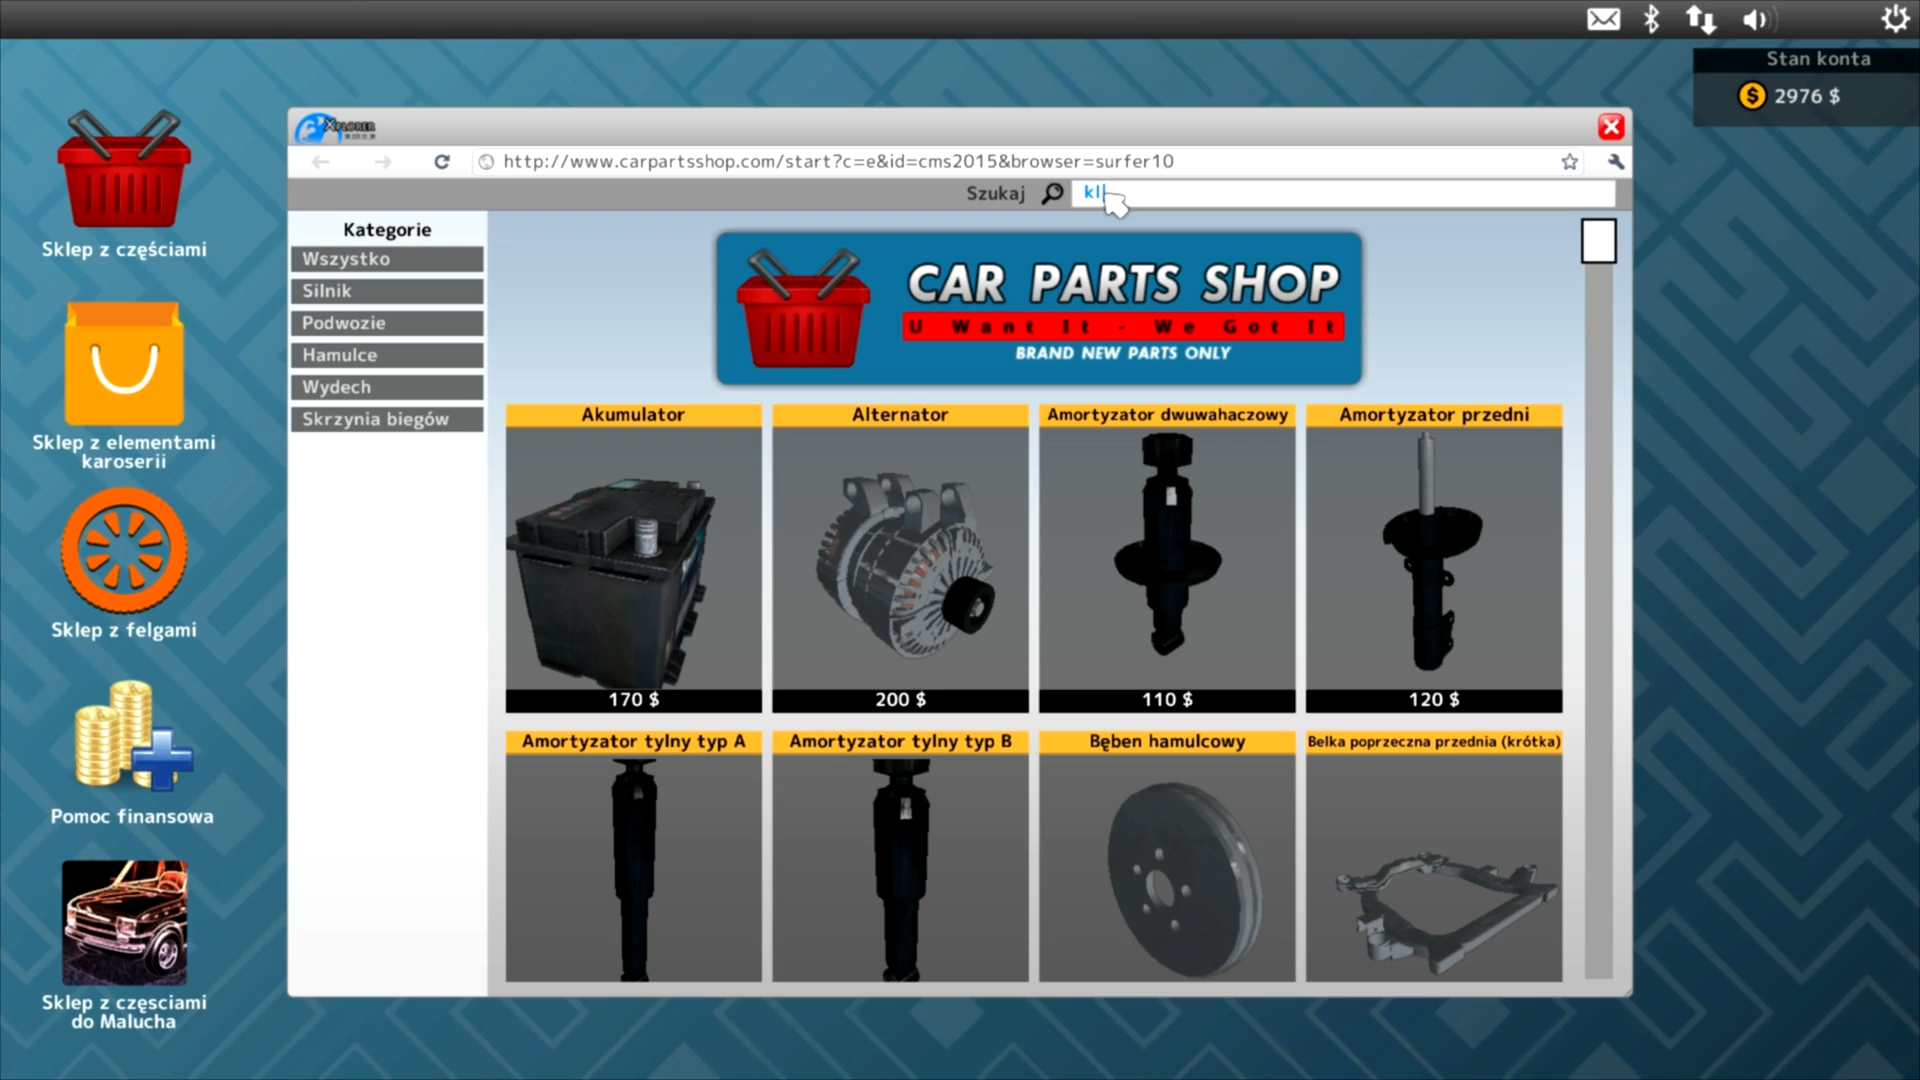 Stan konta
2976 $
Sklep z częściami
Sklep z elementami
karoserii
Sklep z felgami
Pomoc finansowa
Sklep z częsciami
do Malucha
XPLORER
http://www.carpartsshop.com/start?c=e&id=cms2015&browser=surfer10
Szukaj
Kategorie
Wszystko
Silnik
Podwozie
Hamulce
Wydech
Skrzynia biegów
CAR PARTS SHOP
U Want It - We Got It
BRAND NEW PARTS ONLY
Akumulator
Alternator
Amortyzator dwuwahaczowy
Amortyzator przedni
170 $
200 $
110 $
120 $
Amortyzator tylny typ A
Amortyzator tylny typ B
Bęben hamulcowy
Belka poprzeczna przednia (krótka)